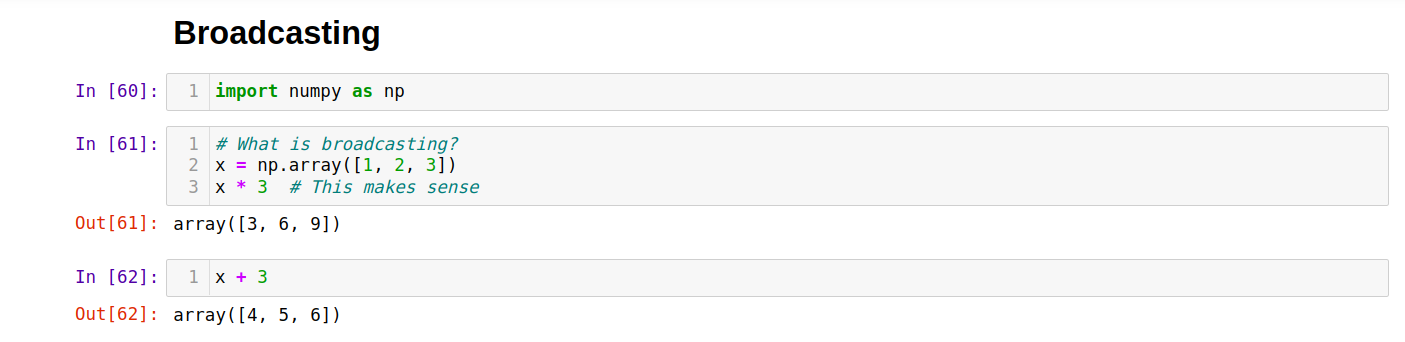 Broadcasting
In [60]: 1 import numpy as np
In [61]: 1 # What is broadcasting?
2 x = np.array([1, 2, 3])
3 x * 3  # This makes sense
Out[61]: array([3, 6, 9])
In [62]: 1 x + 3
Out[62]: array([4, 5, 6])